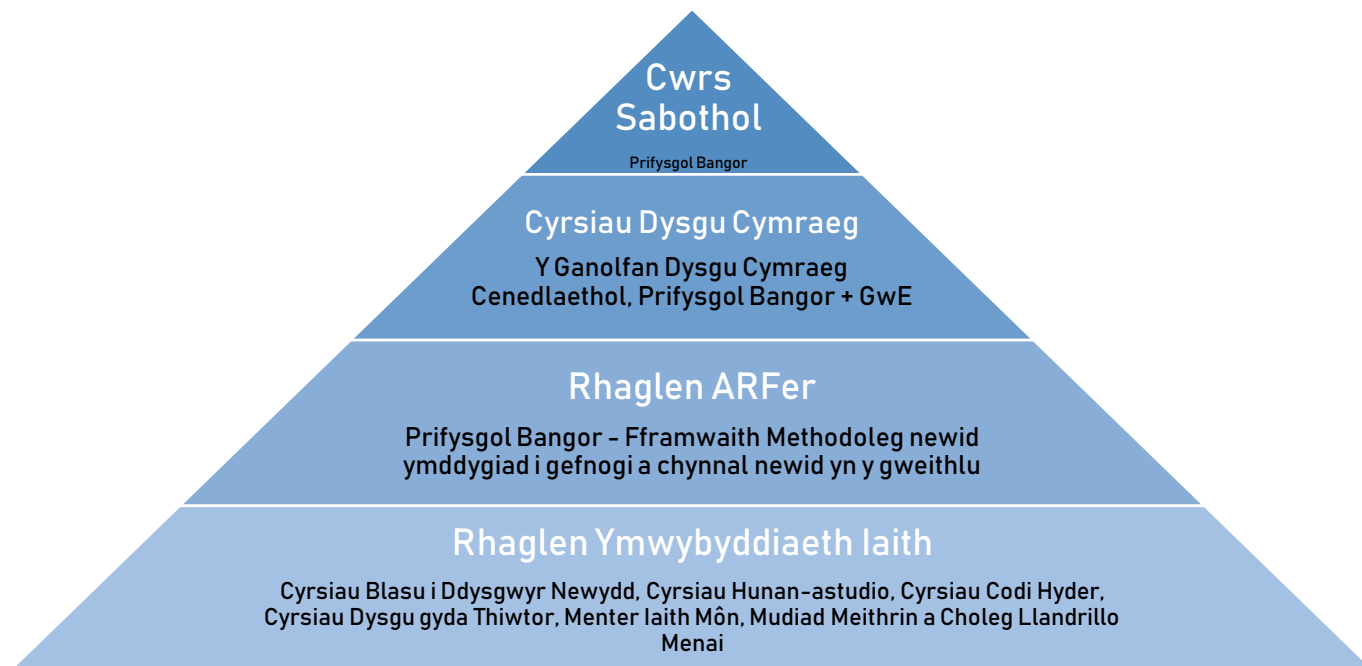 Cwrs
Sabothol
Prifysgol Bangor
Cyrsiau Dysgu Cymraeg
Y Ganolfan Dysgu Cymraeg
Cenedlaethol, Prifysgol Bangor + GwE
Rhaglen ARFer
Prifysgol Bangor - Fframwaith Methodoleg newid
ymddygiad i gefnogi a chynnal newid yn y gweithlu
Rhaglen Ymwybyddiaeth Iaith
Cyrsiau Blasu i Ddysgwyr Newydd, Cyrsiau Hunan-astudio, Cyrsiau Codi Hyder,
Cyrsiau Dysgu gyda Thiwtor, Menter Iaith Môn, Mudiad Meithrin a Choleg Llandrillo
Menai